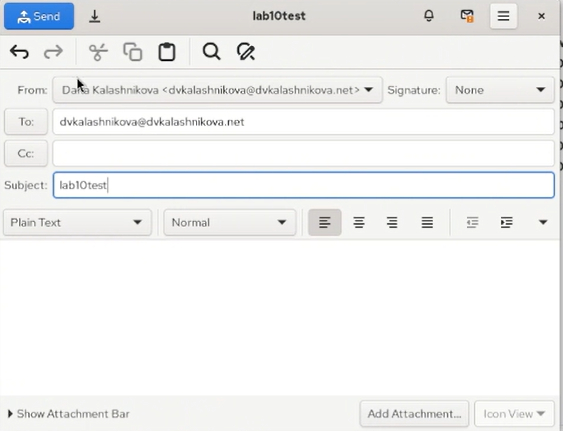 Send lab10test
From: Daria Kalashnikova <dvkalashnikova@dvkalashnikova.net> Signature: None
To: dvkalashnikova@dvkalashnikova.net
Cc:
Subject: lab10test
Plain Text Normal
Show Attachment Bar Add Attachment... Icon View